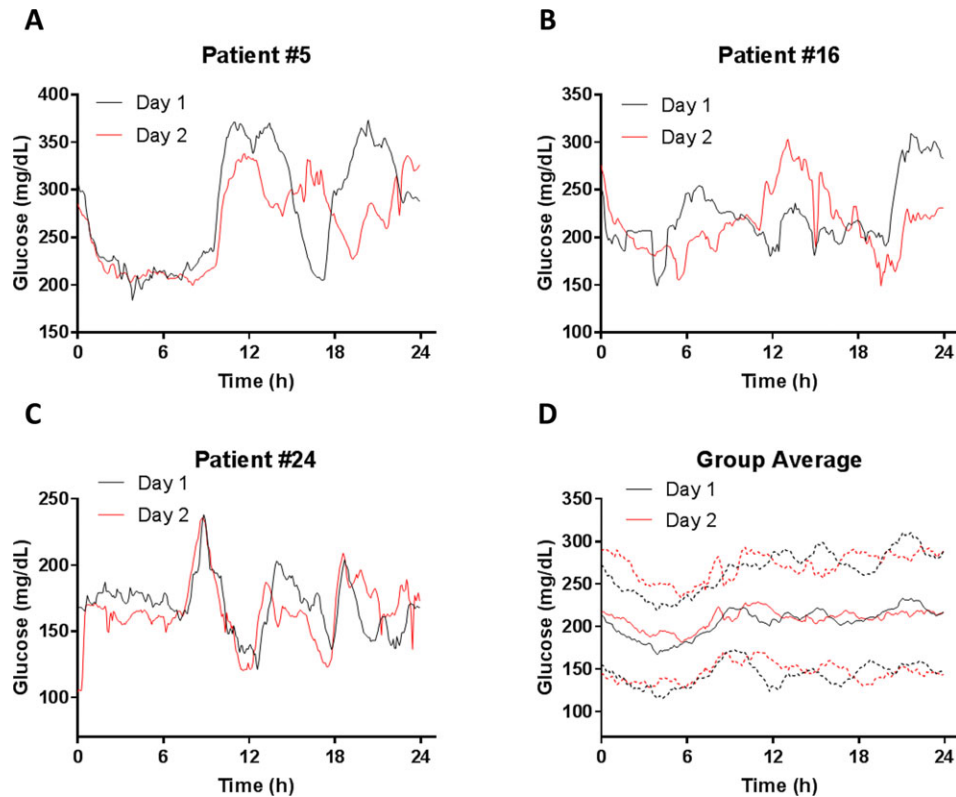 A
Patient #5
Day 1
Day 2
Glucose (mg/dL)
400
350
300
250
200
150
0
6
12
18
24
Time (h)
B
Patient #16
Day 1
Day 2
Glucose (mg/dL)
350
300
250
200
150
100
0
6
12
18
24
Time (h)
C
Patient #24
Day 1
Day 2
Glucose (mg/dL)
250
200
150
100
0
6
12
18
24
Time (h)
D
Group Average
Day 1
Day 2
Glucose (mg/dL)
350
300
250
200
150
100
0
6
12
18
24
Time (h)